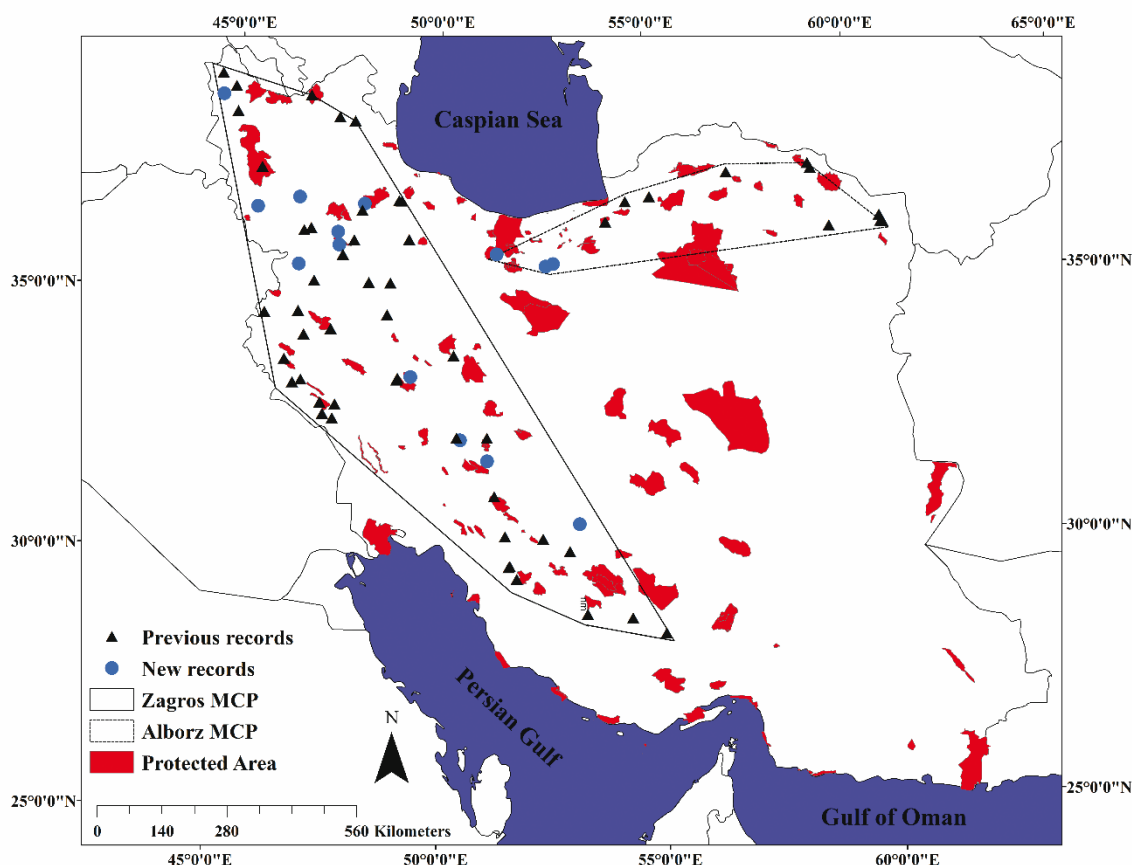 45°0'0"E 50°0'0"E 55°0'0"E 60°0'0"E 65°0'0"E
Caspian Sea
35°0'0"N 35°0'0"N
30°0'0"N 30°0'0"N
Previous records
New records
Zagros MCP
Alborz MCP
Protected Area
N
Persian Gulf
25°0'0"N 25°0'0"N
Gulf of Oman
0 140 280 560 Kilometers
45°0'0"E 50°0'0"E 55°0'0"E 60°0'0"E